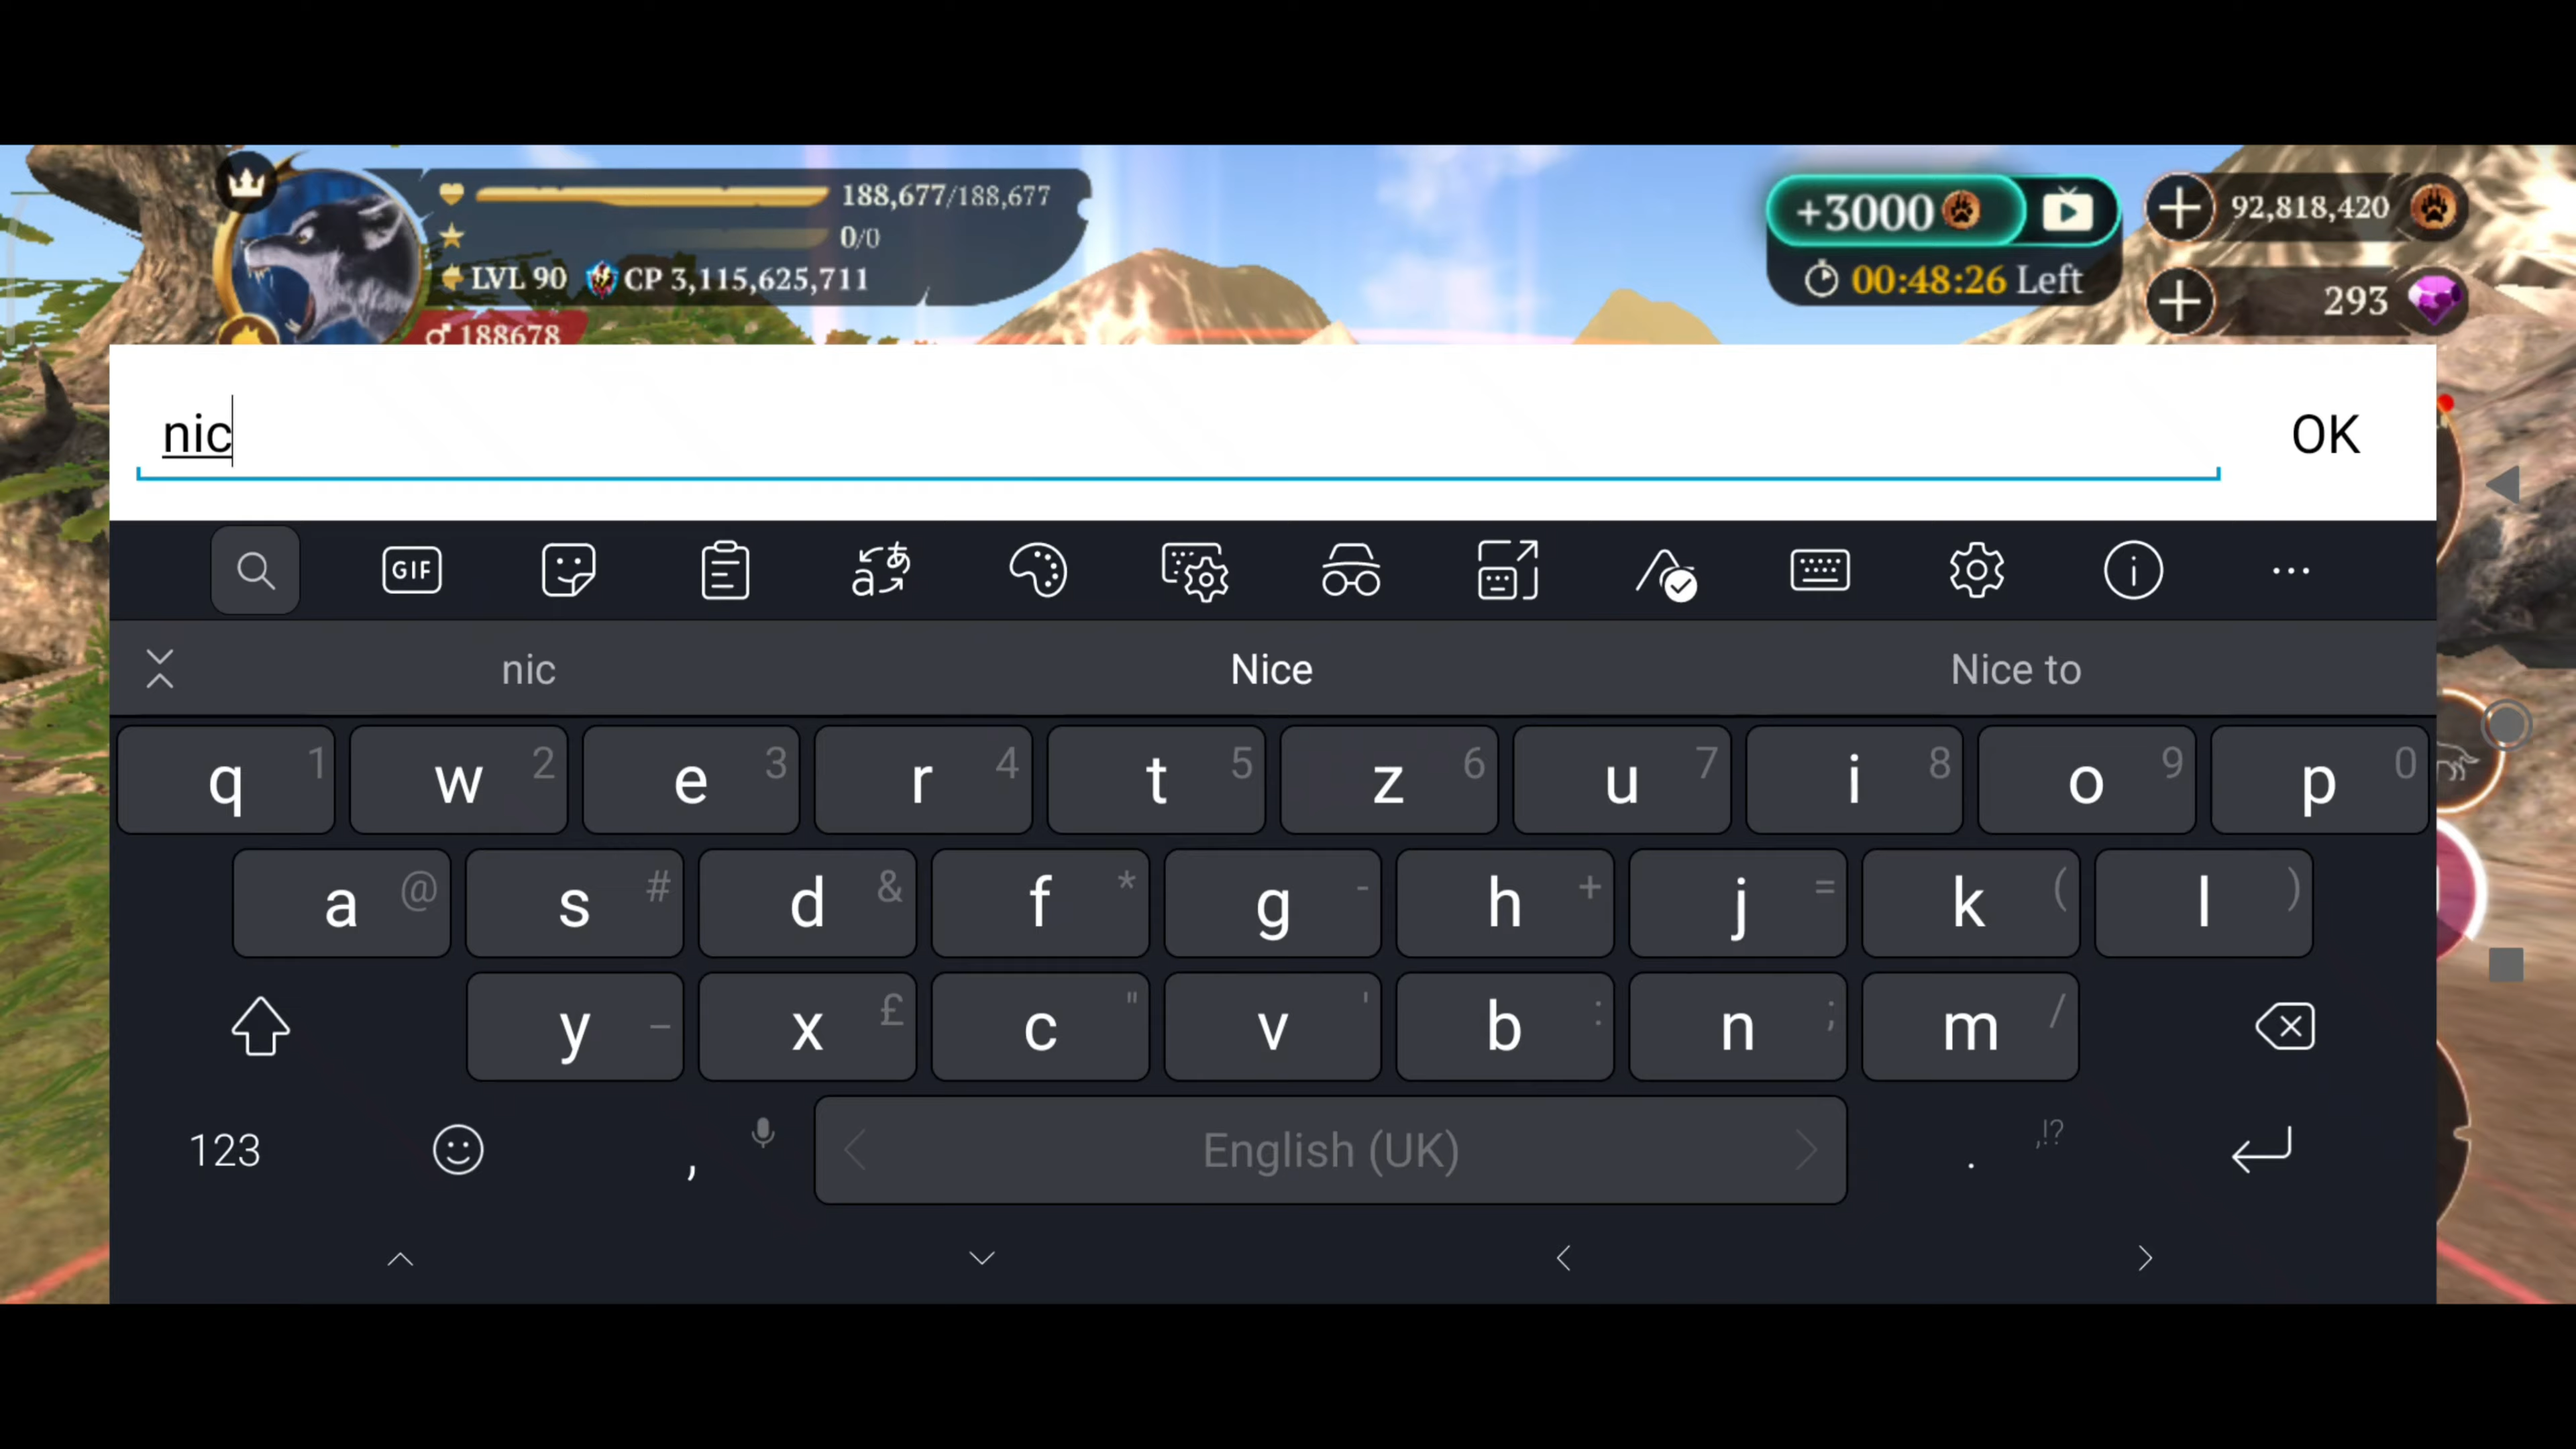 188,677/188,677
0/0
LVL 90 CP 3,115,625,711
♂ 188678
+3000
00:48:26 Left
92,818,420
293
nic
OK
GIF
aあ
nic
Nice
Nice to
q 1 w 2 e 3 r 4 t 5 z 6 u 7 i 8 o 9 p 0
a @ s # d & f * g - h + j = k ( l )
y _ x £ c " v ' b : n ; m /
123 , English (UK) . ,!?